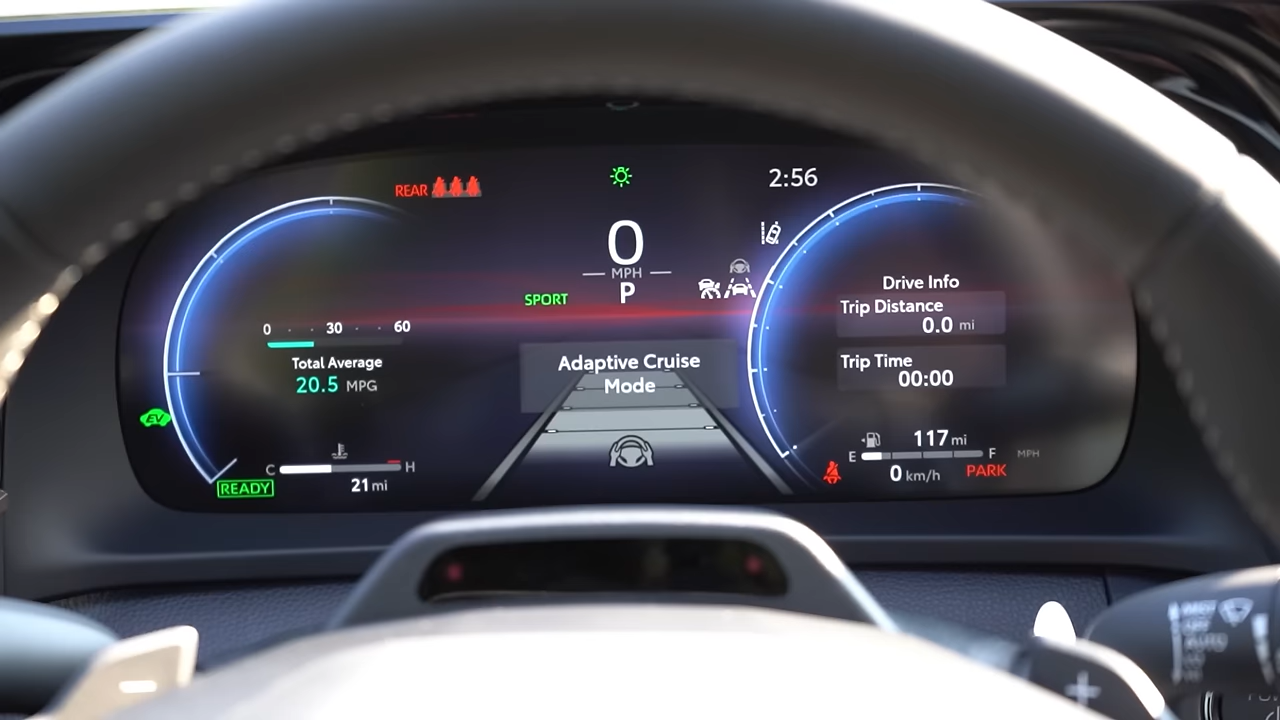 REAR
2:56
0
MPH
P
SPORT
0 30 60
Total Average
20.5 MPG
EV
C H
READY
21 mi
Adaptive Cruise
Mode
Drive Info
Trip Distance
0.0 mi
Trip Time
00:00
117 mi
E F MPH
0 km/h PARK
AUTO
+